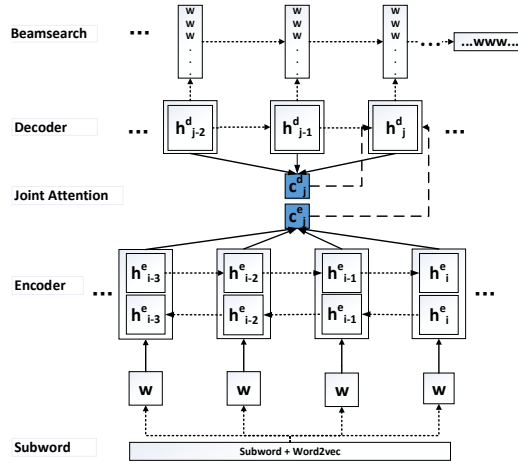 Beamsearch ... w w w ...www...
w w w
w w w ...
. . .
. . .
. . .
Decoder ... h^d_{j-2} h^d_{j-1} h^d_j ...
Joint Attention c^d_j
c^e_j
Encoder ... h^e_{i-3} h^e_{i-2} h^e_{i-1} h^e_i ...
h^e_{i-3} h^e_{i-2} h^e_{i-1} h^e_i
w w w w
Subword Subword + Word2vec